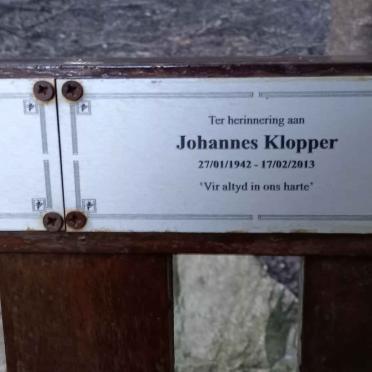 Ter herinnering aan
Johannes Klopper
27/01/1942 - 17/02/2013
"Vir altyd in ons harte"